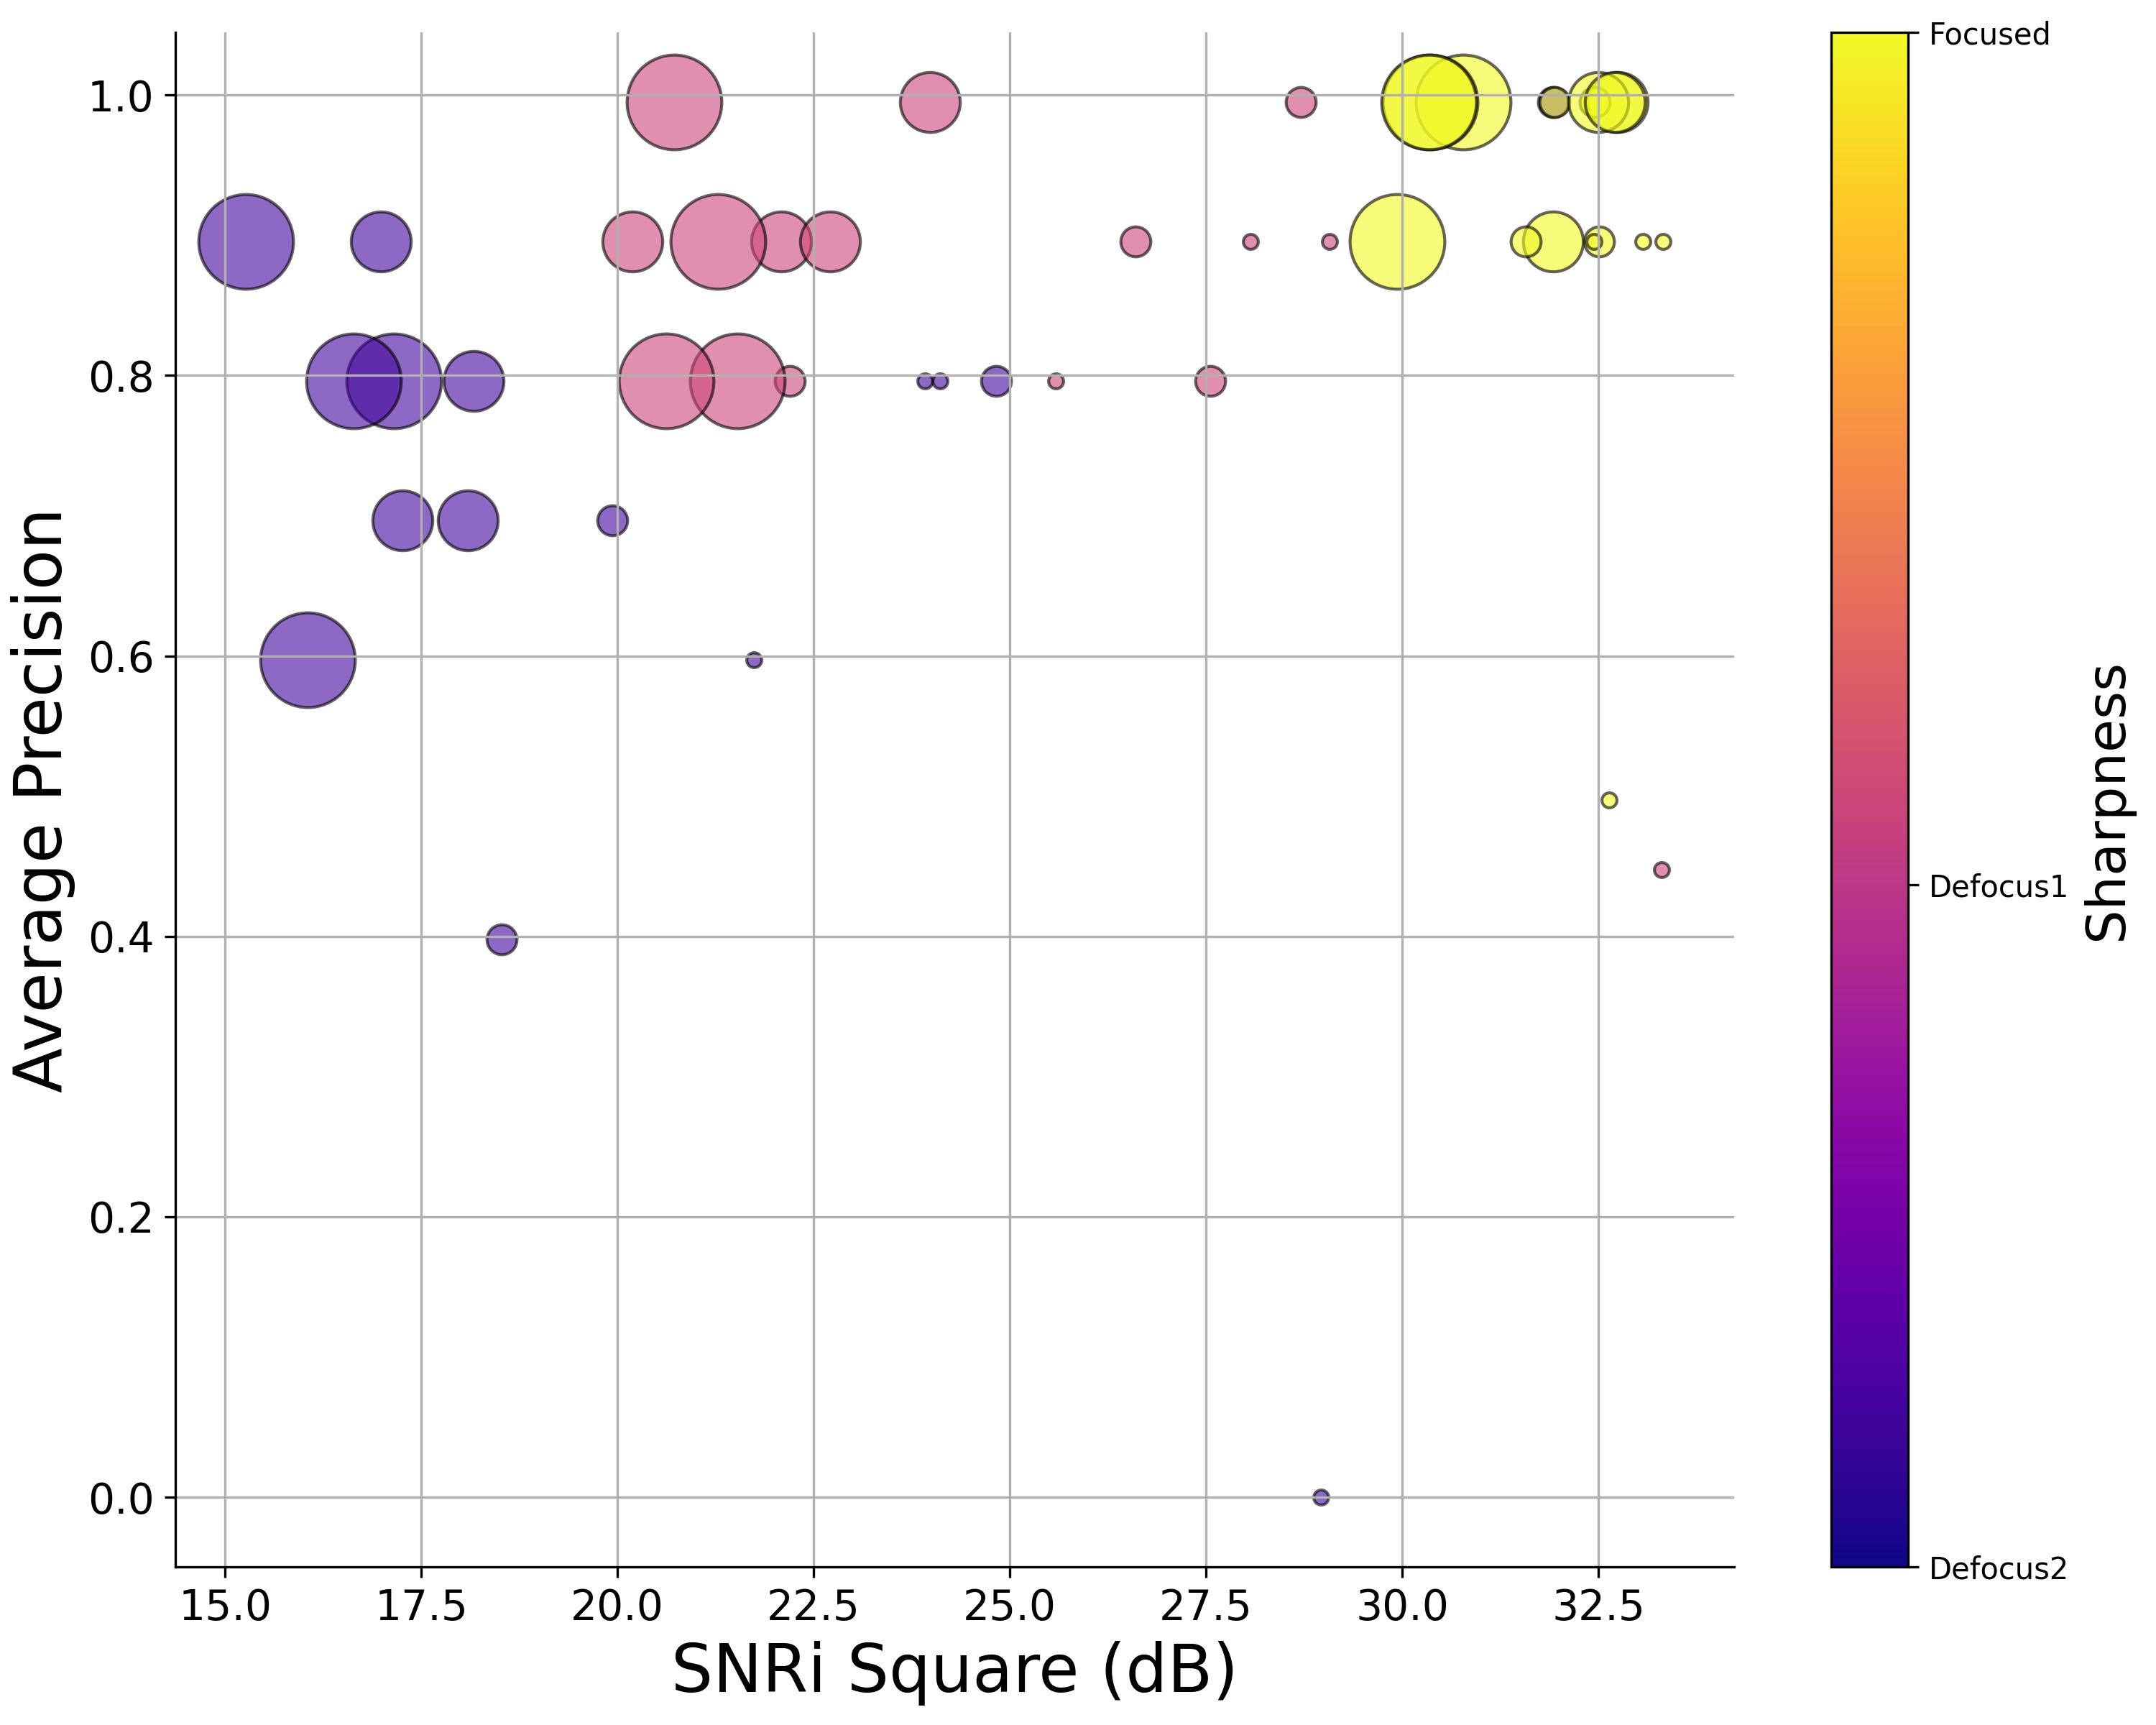 Average Precision
1.0
0.8
0.6
0.4
0.2
0.0
15.0 17.5 20.0 22.5 25.0 27.5 30.0 32.5
SNRi Square (dB)
Focused
Defocus1
Defocus2
Sharpness